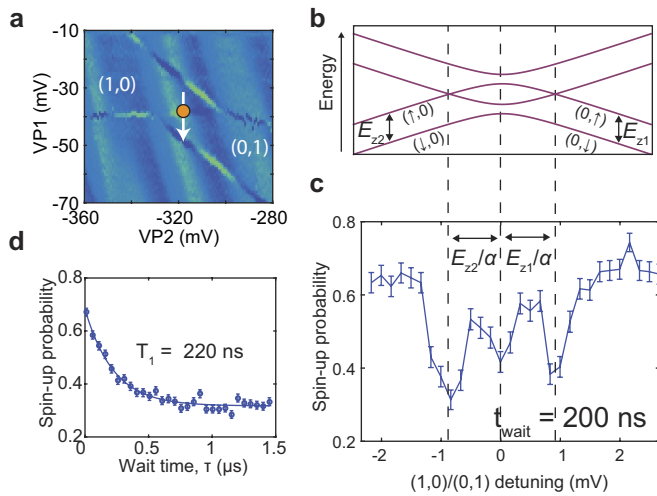 a
-10
-30
-50
-70
VP1 (mV)
(1,0)
(0,1)
-360
-320
-280
VP2 (mV)
b
Energy
E_z2
(↑,0)
(↓,0)
(0,↑)
(0,↓)
E_z1
c
0.8
0.6
0.4
0.2
Spin-up probability
E_z2/α
E_z1/α
t_wait = 200 ns
-2
-1
0
1
2
(1,0)/(0,1) detuning (mV)
d
0.8
0.6
0.4
0.2
Spin-up probability
T_1 = 220 ns
0
0.5
1.0
1.5
Wait time, τ (μs)